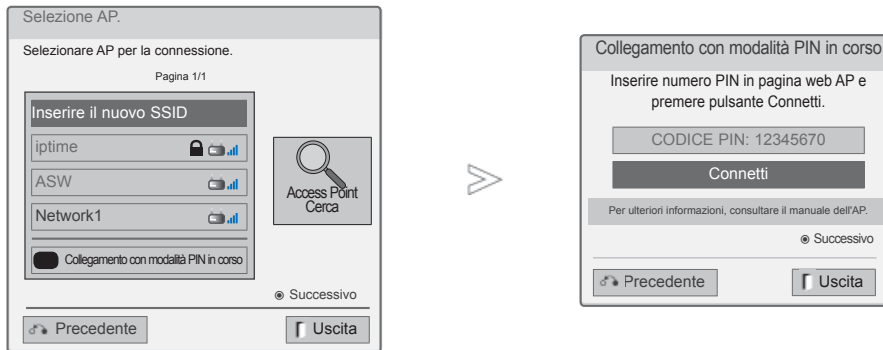 Selezione AP.
Selezionare AP per la connessione.
Pagina 1/1
Inserire il nuovo SSID
iptime
ASW
Network1
Collegamento con modalità PIN in corso
Access Point
Cerca
Successivo
Precedente
Uscita
Collegamento con modalità PIN in corso
Inserire numero PIN in pagina web AP e
premere pulsante Connetti.
CODICE PIN: 12345670
Connetti
Per ulteriori informazioni, consultare il manuale dell'AP.
Successivo
Precedente
Uscita